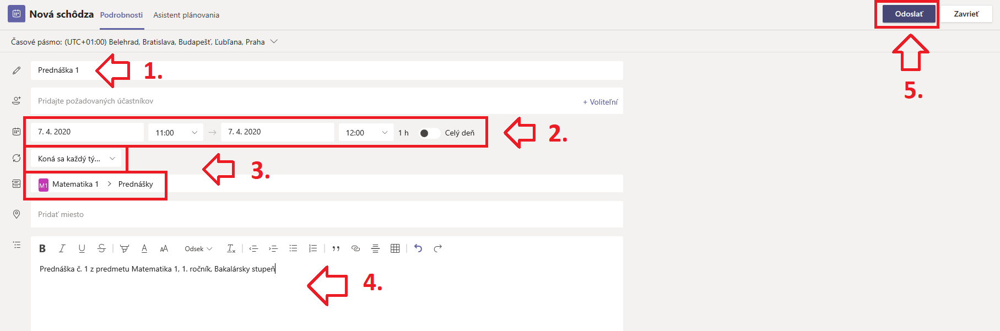 Nová schôdza Podrobnosti Asistent plánovania Odoslať Zavrieť
Časové pásmo: (UTC+01:00) Belehrad, Bratislava, Budapešť, Ľubľana, Praha
Prednáška 1 1.
5.
Pridajte požadovaných účastníkov + Voliteľní
7. 4. 2020 11:00 → 7. 4. 2020 12:00 1 h Celý deň 2.
Koná sa každý tý... 3.
M1 Matematika 1 > Prednášky
Pridať miesto
B I U S A AA Odsek Tx
Prednáška č. 1 z predmetu Matematika 1, 1. ročník, Bakalársky stupeň
4.